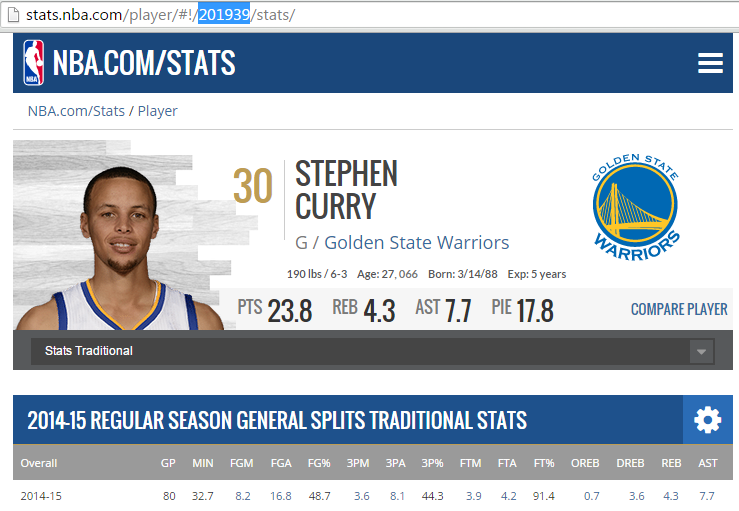 stats.nba.com/player/#!/201939/stats/
NBA
NBA.COM/STATS
NBA.com/Stats / Player
30
STEPHEN
CURRY
G / Golden State Warriors
GOLDEN STATE
WARRIORS
190 lbs / 6-3 Age: 27, 066 Born: 3/14/88 Exp: 5 years
PTS 23.8 REB 4.3 AST 7.7 PIE 17.8 COMPARE PLAYER
Stats Traditional
2014-15 REGULAR SEASON GENERAL SPLITS TRADITIONAL STATS
Overall GP MIN FGM FGA FG% 3PM 3PA 3P% FTM FTA FT% OREB DREB REB AST
2014-15 80 32.7 8.2 16.8 48.7 3.6 8.1 44.3 3.9 4.2 91.4 0.7 3.6 4.3 7.7